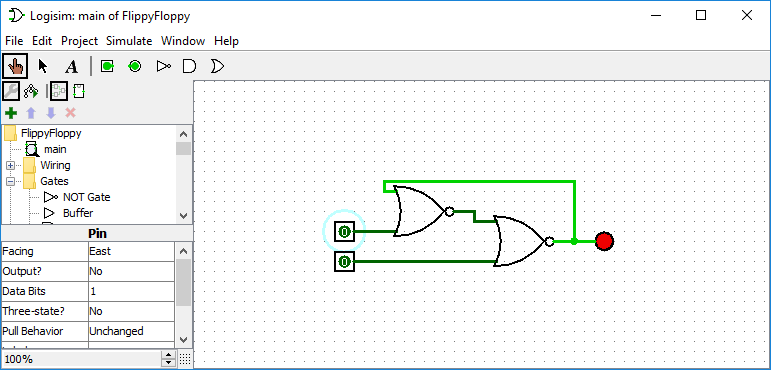 Logisim: main of FlippyFloppy
File Edit Project Simulate Window Help
A
FlippyFloppy
main
Wiring
Gates
NOT Gate
Buffer
Pin
Facing East
Output? No
Data Bits 1
Three-state? No
Pull Behavior Unchanged
100%
0
0